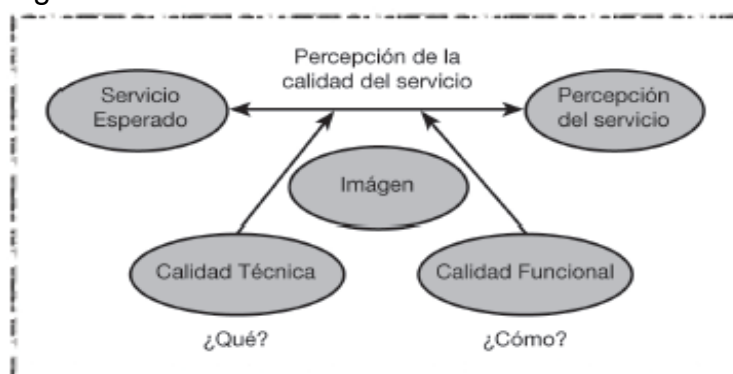 Percepción de la
calidad del servicio
Servicio
Esperado
Percepción
del servicio
Imágen
Calidad Técnica
Calidad Funcional
¿Qué?
¿Cómo?